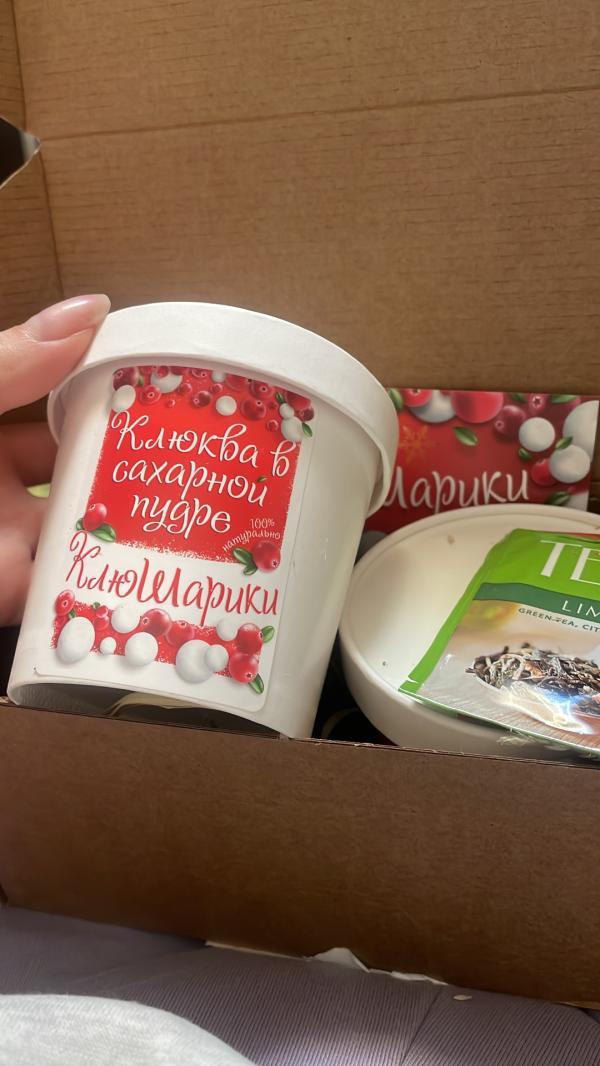 Клюква в
сахарной
пудре
100%
натурально
КлюШарики
Шарики
LIM
GREEN TEA, CIT